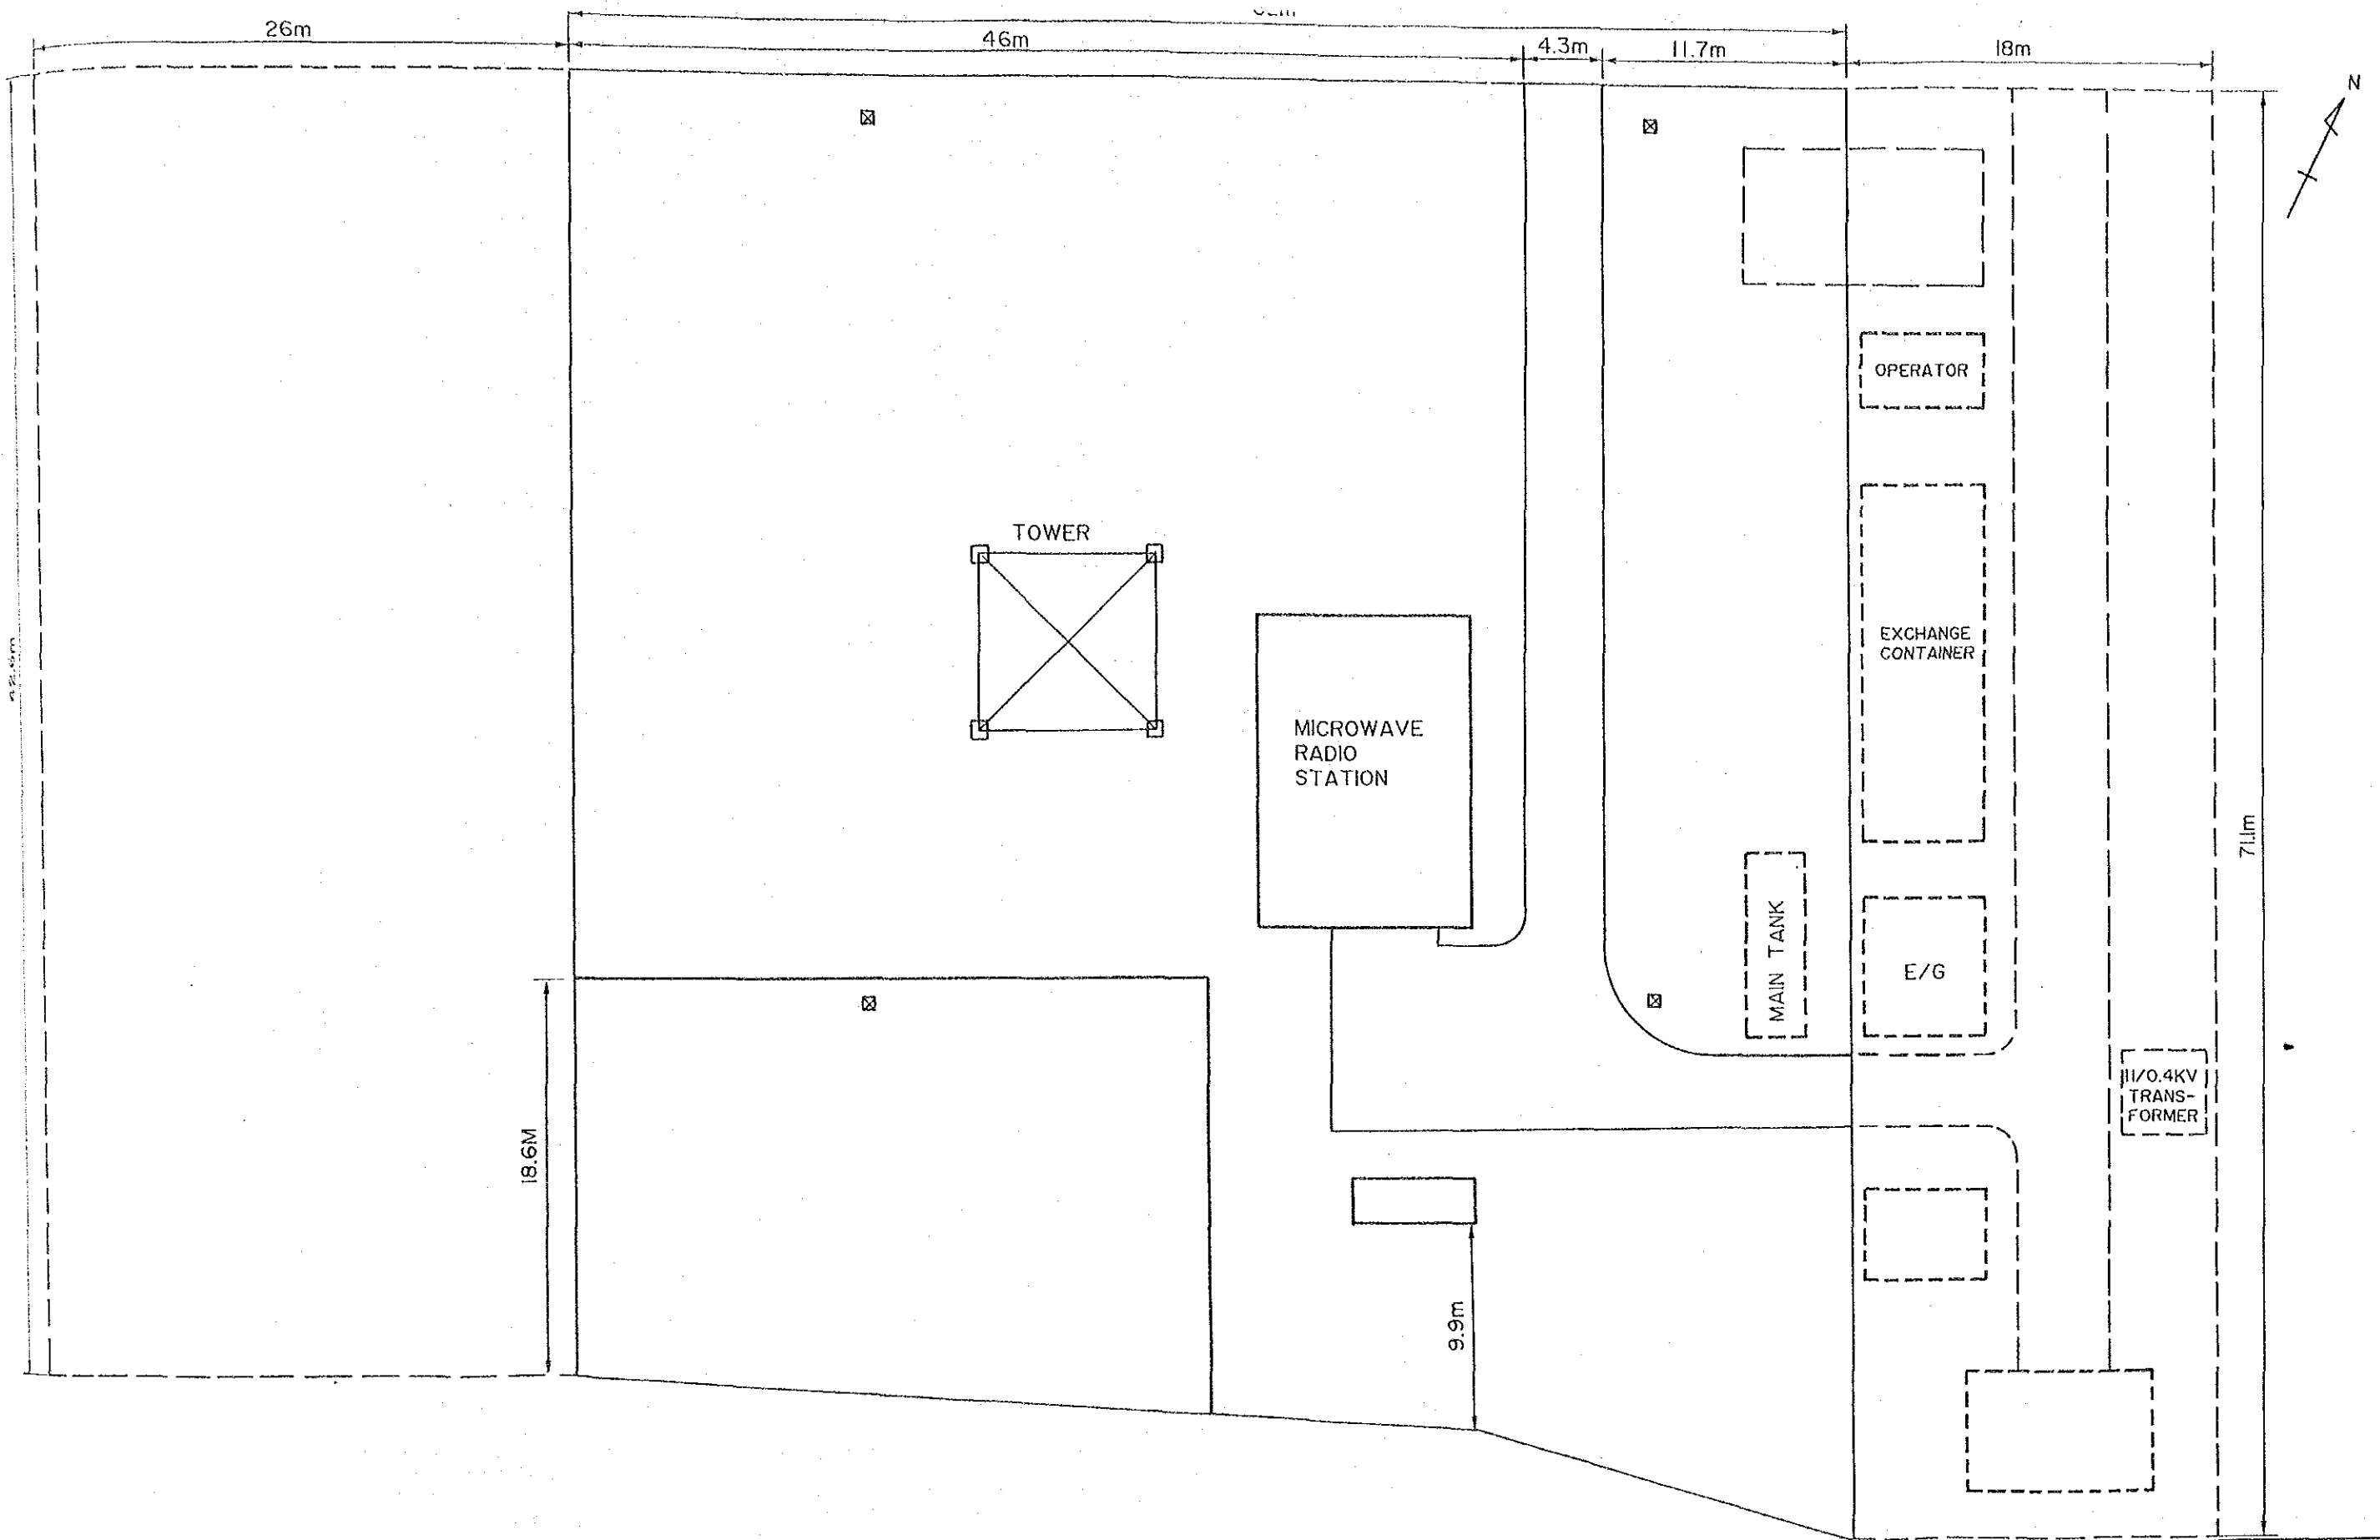 26m
46m
4.3m
11.7m
18m
N
OPERATOR
TOWER
EXCHANGE
CONTAINER
MICROWAVE
RADIO
STATION
71.1m
MAIN TANK
E/G
11/0.4KV
TRANS-
FORMER
18.6M
9.9m